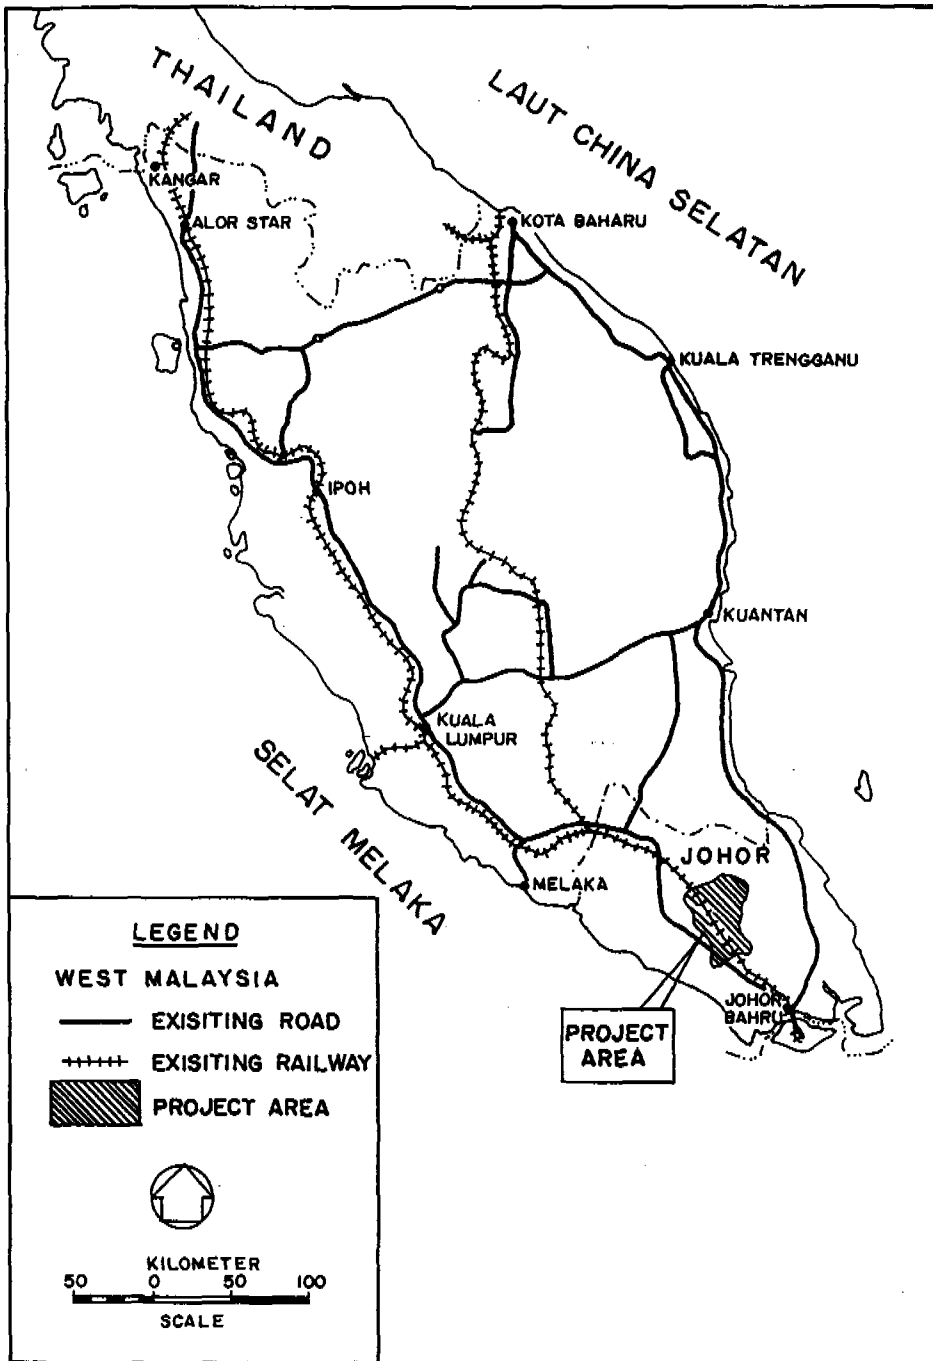 THAILAND
LAUT CHINA SELATAN
KANGAR
ALOR STAR
KOTA BAHARU
KUALA TRENGGANU
IPOH
KUANTAN
KUALA
LUMPUR
SELAT MELAKA
JOHOR
MELAKA
JOHOR
BAHRU
PROJECT
AREA
LEGEND
WEST MALAYSIA
EXISITING ROAD
EXISITING RAILWAY
PROJECT AREA
KILOMETER
50 0 50 100
SCALE